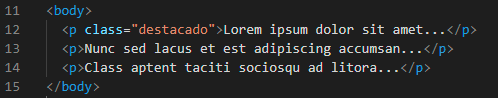 11 <body>
12 <p class="destacado">Lorem ipsum dolor sit amet...</p>
13 <p>Nunc sed lacus et est adipiscing accumsan...</p>
14 <p>Class aptent taciti sociosqu ad litora...</p>
15 </body>